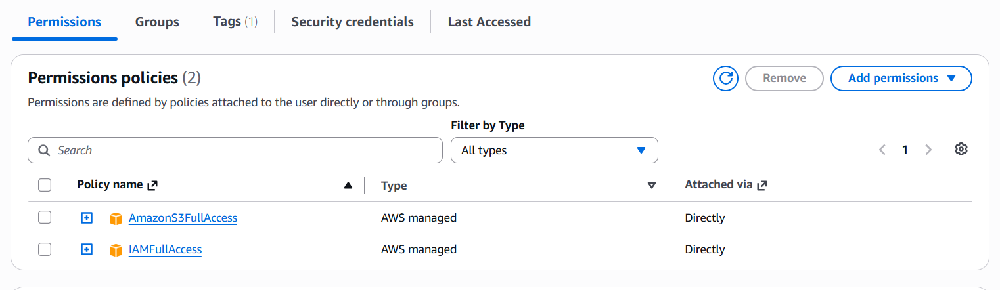 Permissions Groups Tags (1) Security credentials Last Accessed
Permissions policies (2) Remove Add permissions
Permissions are defined by policies attached to the user directly or through groups.
Filter by Type
Search All types 1
Policy name Type Attached via
AmazonS3FullAccess AWS managed Directly
IAMFullAccess AWS managed Directly